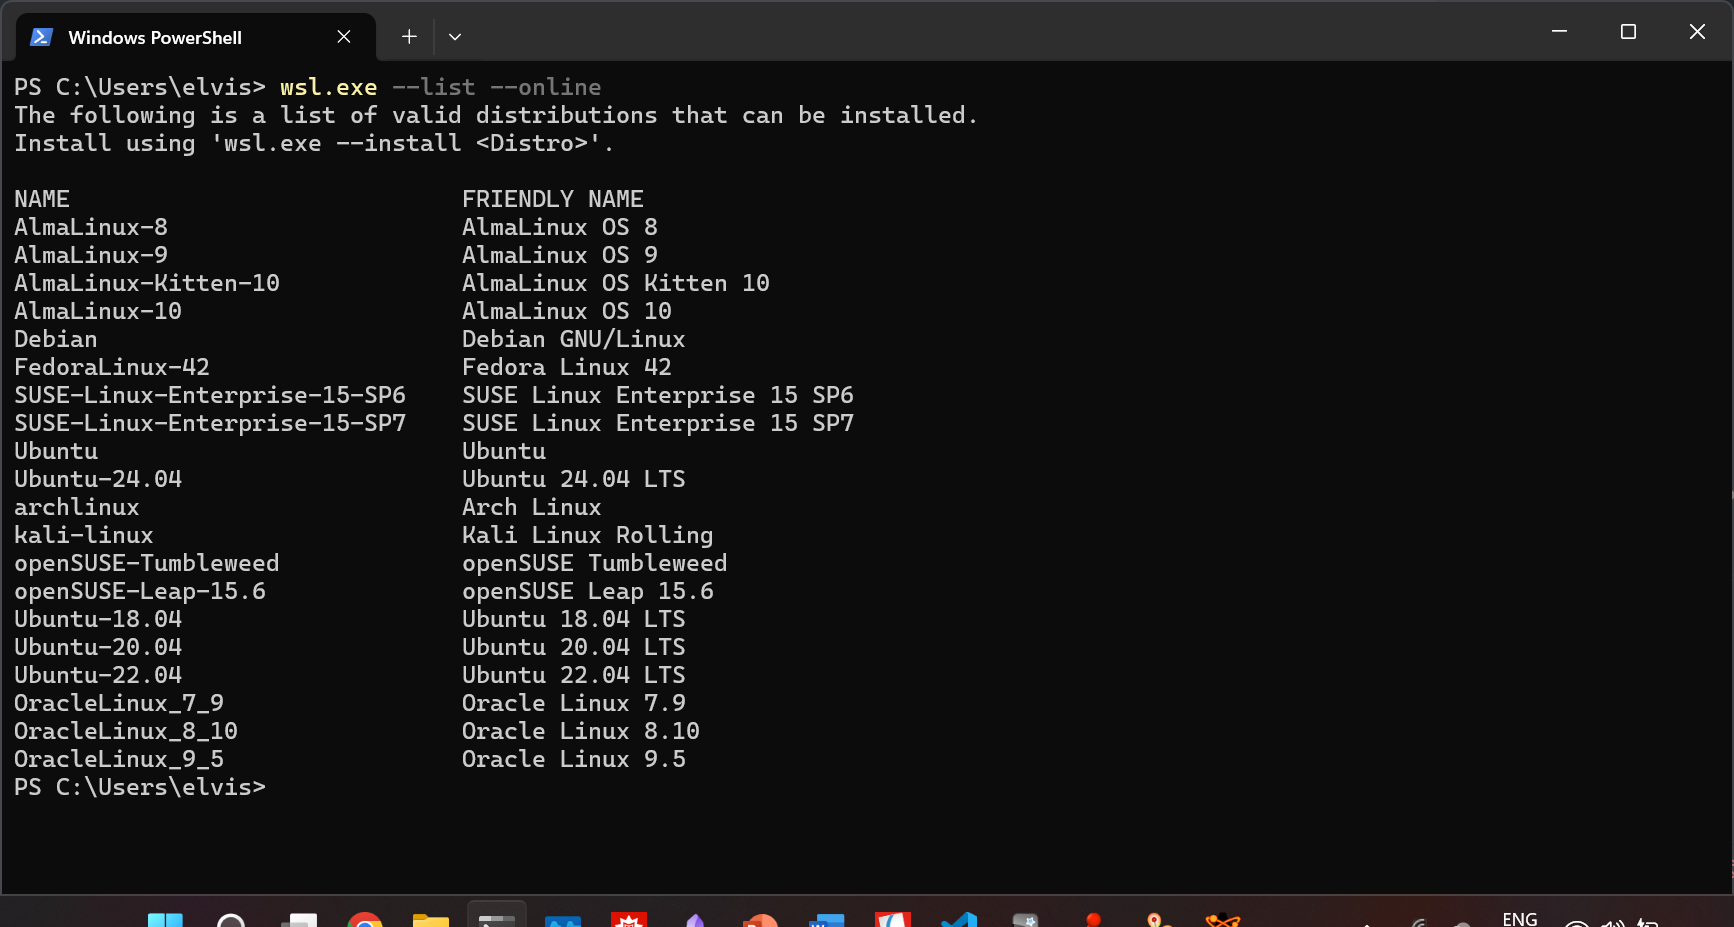 Windows PowerShell
PS C:\Users\elvis> wsl.exe --list --online
The following is a list of valid distributions that can be installed.
Install using 'wsl.exe --install <Distro>'.
NAME FRIENDLY NAME
AlmaLinux-8 AlmaLinux OS 8
AlmaLinux-9 AlmaLinux OS 9
AlmaLinux-Kitten-10 AlmaLinux OS Kitten 10
AlmaLinux-10 AlmaLinux OS 10
Debian Debian GNU/Linux
FedoraLinux-42 Fedora Linux 42
SUSE-Linux-Enterprise-15-SP6 SUSE Linux Enterprise 15 SP6
SUSE-Linux-Enterprise-15-SP7 SUSE Linux Enterprise 15 SP7
Ubuntu Ubuntu
Ubuntu-24.04 Ubuntu 24.04 LTS
archlinux Arch Linux
kali-linux Kali Linux Rolling
openSUSE-Tumbleweed openSUSE Tumbleweed
openSUSE-Leap-15.6 openSUSE Leap 15.6
Ubuntu-18.04 Ubuntu 18.04 LTS
Ubuntu-20.04 Ubuntu 20.04 LTS
Ubuntu-22.04 Ubuntu 22.04 LTS
OracleLinux_7_9 Oracle Linux 7.9
OracleLinux_8_10 Oracle Linux 8.10
OracleLinux_9_5 Oracle Linux 9.5
PS C:\Users\elvis>
ENG